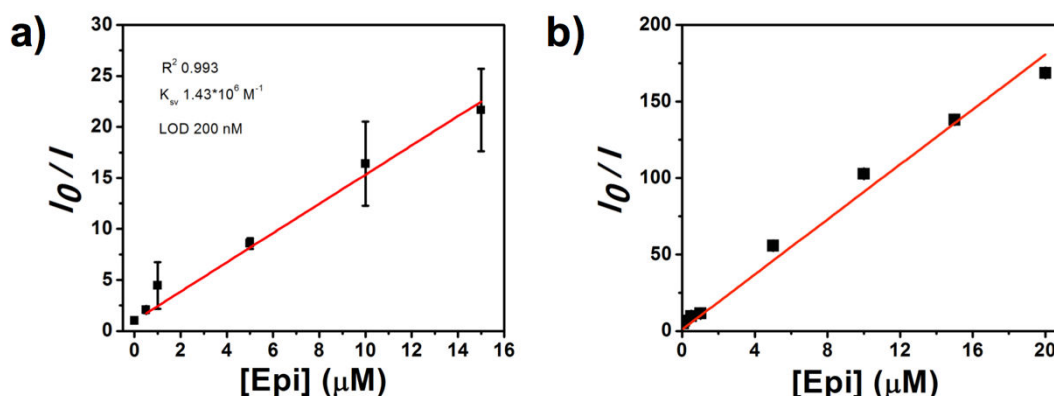 a)
30
25
20
15
10
5
0
I0 / I
R2 0.993
Ksv 1.43*10^6 M-1
LOD 200 nM
0 2 4 6 8 10 12 14 16
[Epi] (μM)
b)
200
150
100
50
0
I0 / I
0 4 8 12 16 20
[Epi] (μM)